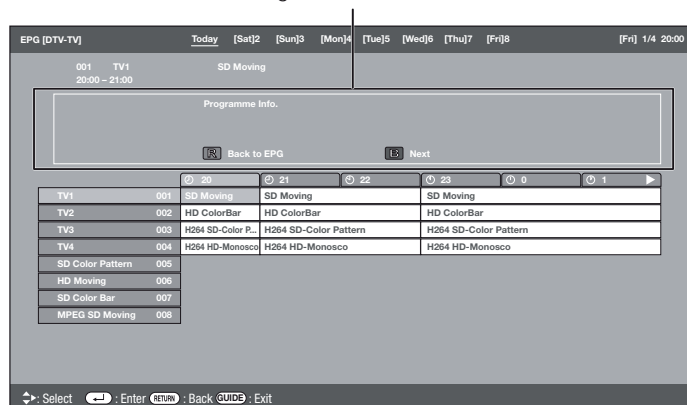 EPG [DTV-TV] Today [Sat]2 [Sun]3 [Mon]4 [Tue]5 [Wed]6 [Thu]7 [Fri]8 [Fri] 1/4 20:00
001 TV1 SD Moving
20:00 – 21:00
Programme Info.
R Back to EPG B Next
20 21 22 23 0 1
TV1 001 SD Moving SD Moving SD Moving
TV2 002 HD ColorBar HD ColorBar HD ColorBar
TV3 003 H264 SD-Color P... H264 SD-Color Pattern H264 SD-Color Pattern
TV4 004 H264 HD-Monosco H264 HD-Monosco H264 HD-Monosco
SD Color Pattern 005
HD Moving 006
SD Color Bar 007
MPEG SD Moving 008
: Select : Enter RETURN : Back GUIDE : Exit